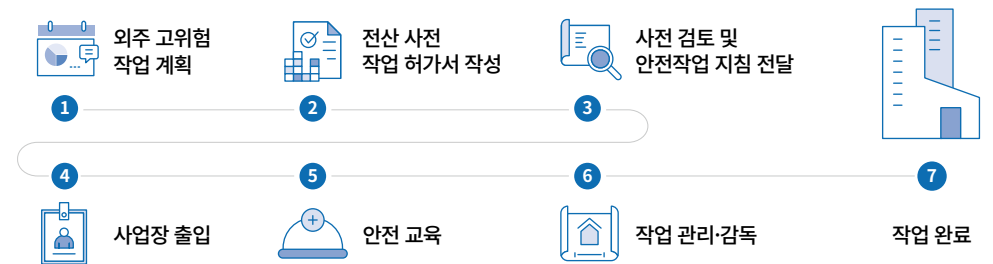 외주 고위험
작업 계획
전산 사전
작업 허가서 작성
사전 검토 및
안전작업 지침 전달
1
2
3
4
5
6
7
사업장 출입
안전 교육
작업 관리·감독
작업 완료